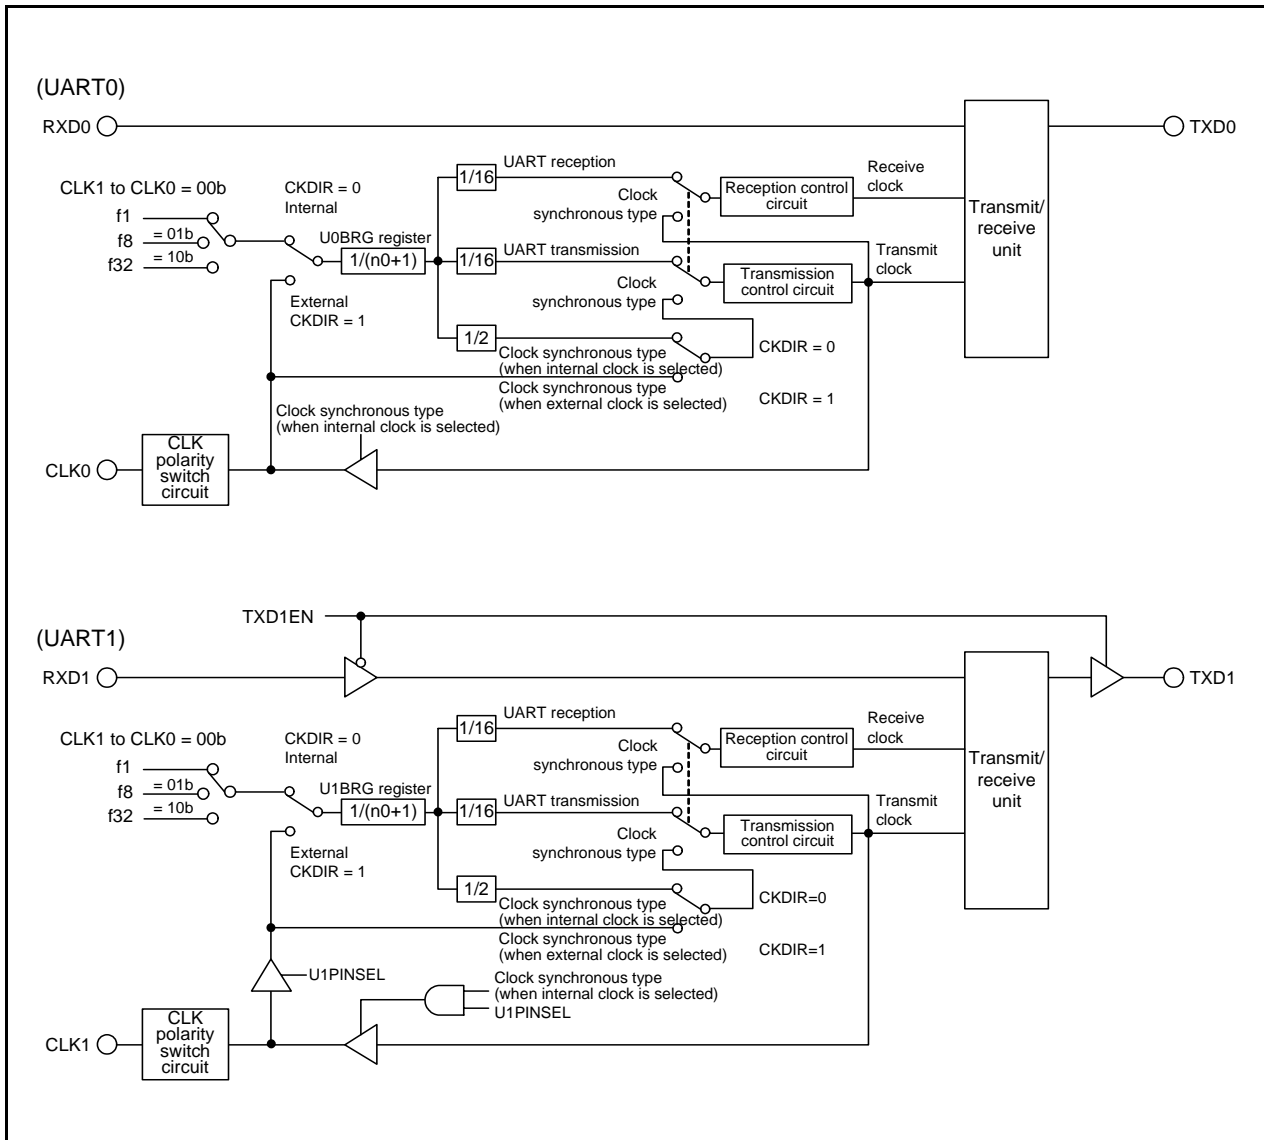 (UART0)
RXD0
TXD0
CLK1 to CLK0 = 00b
f1
f8
= 01b
f32
= 10b
CKDIR = 0
Internal
External
CKDIR = 1
U0BRG register
1/(n0+1)
1/16
UART reception
Clock
synchronous type
1/16
UART transmission
Clock
synchronous type
1/2
Clock synchronous type
(when internal clock is selected)
Clock synchronous type
(when external clock is selected)
CKDIR = 0
CKDIR = 1
Reception control
circuit
Receive
clock
Transmission
control circuit
Transmit
clock
Transmit/
receive
unit
Clock synchronous type
(when internal clock is selected)
CLK0
CLK
polarity
switch
circuit
TXD1EN
(UART1)
RXD1
TXD1
CLK1 to CLK0 = 00b
f1
f8
= 01b
f32
= 10b
CKDIR = 0
Internal
External
CKDIR = 1
U1BRG register
1/(n0+1)
1/16
UART reception
Clock
synchronous type
1/16
UART transmission
Clock
synchronous type
1/2
Clock synchronous type
(when internal clock is selected)
Clock synchronous type
(when external clock is selected)
CKDIR=0
CKDIR=1
Reception control
circuit
Receive
clock
Transmission
control circuit
Transmit
clock
Transmit/
receive
unit
U1PINSEL
Clock synchronous type
(when internal clock is selected)
U1PINSEL
CLK1
CLK
polarity
switch
circuit